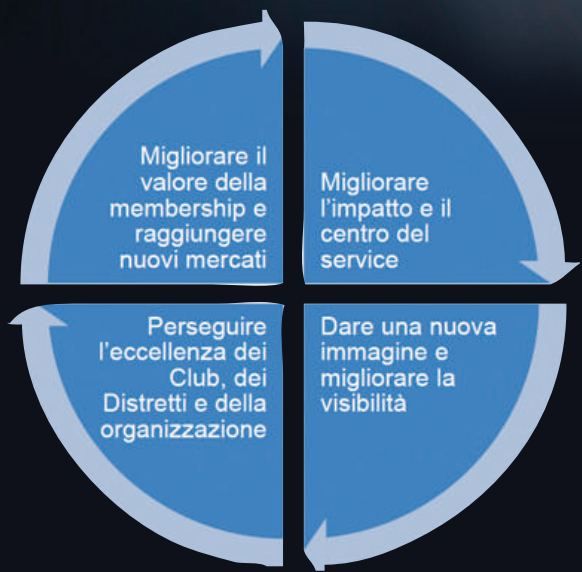 Migliorare il
valore della
membership e
raggiungere
nuovi mercati
Migliorare
l'impatto e il
centro del
service
Perseguire
l'eccellenza dei
Club, dei
Distretti e della
organizzazione
Dare una nuova
immagine e
migliorare la
visibilità